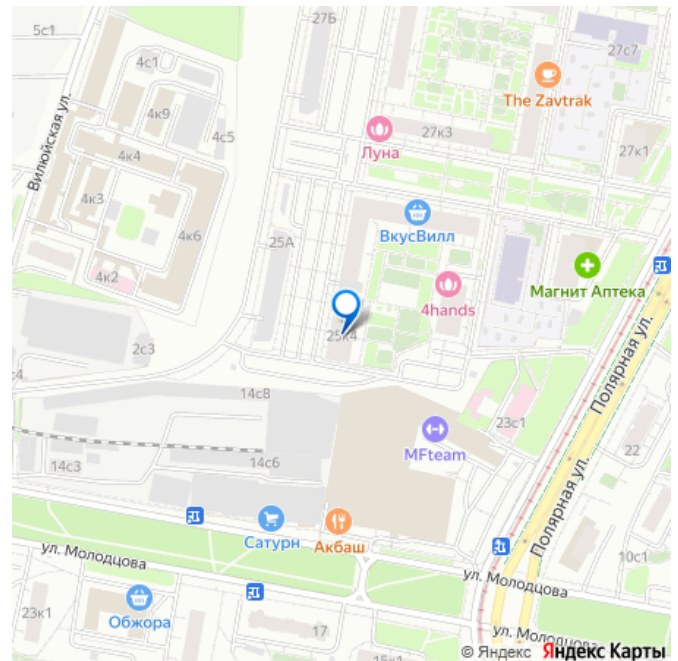 27Б
5с1
27с7
4с1
The Zavtrak
4к9
Вилюйская ул.
4с5
27к3
Луна
27к1
4к4
4к3
ВкусВилл
4к6
25А
4к2
Магнит Аптека
4hands
25к4
2с3
Полярная ул.
14с8
23с1
MFteam
22
14с3
14с6
Полярная ул.
Сатурн
Акбаш
ул. Молодцова
10с1
ул. Молодцова
Обжора
23к1
17
ул. Молодцова
15к1
© Яндекс Яндекс Карты